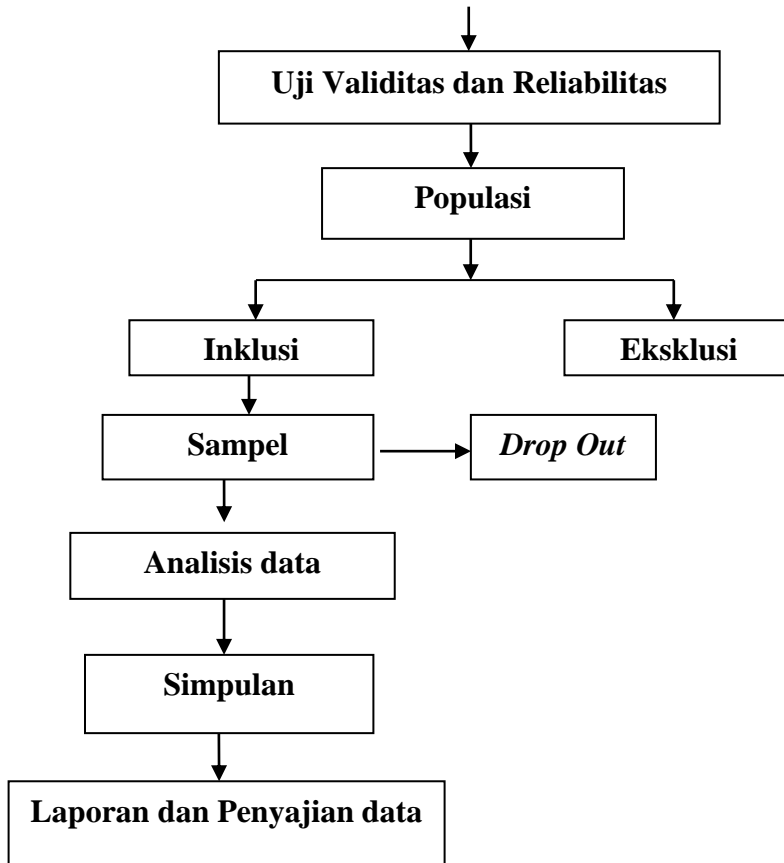 Uji Validitas dan Reliabilitas
Populasi
Inklusi
Eksklusi
Sampel
Drop Out
Analisis data
Simpulan
Laporan dan Penyajian data